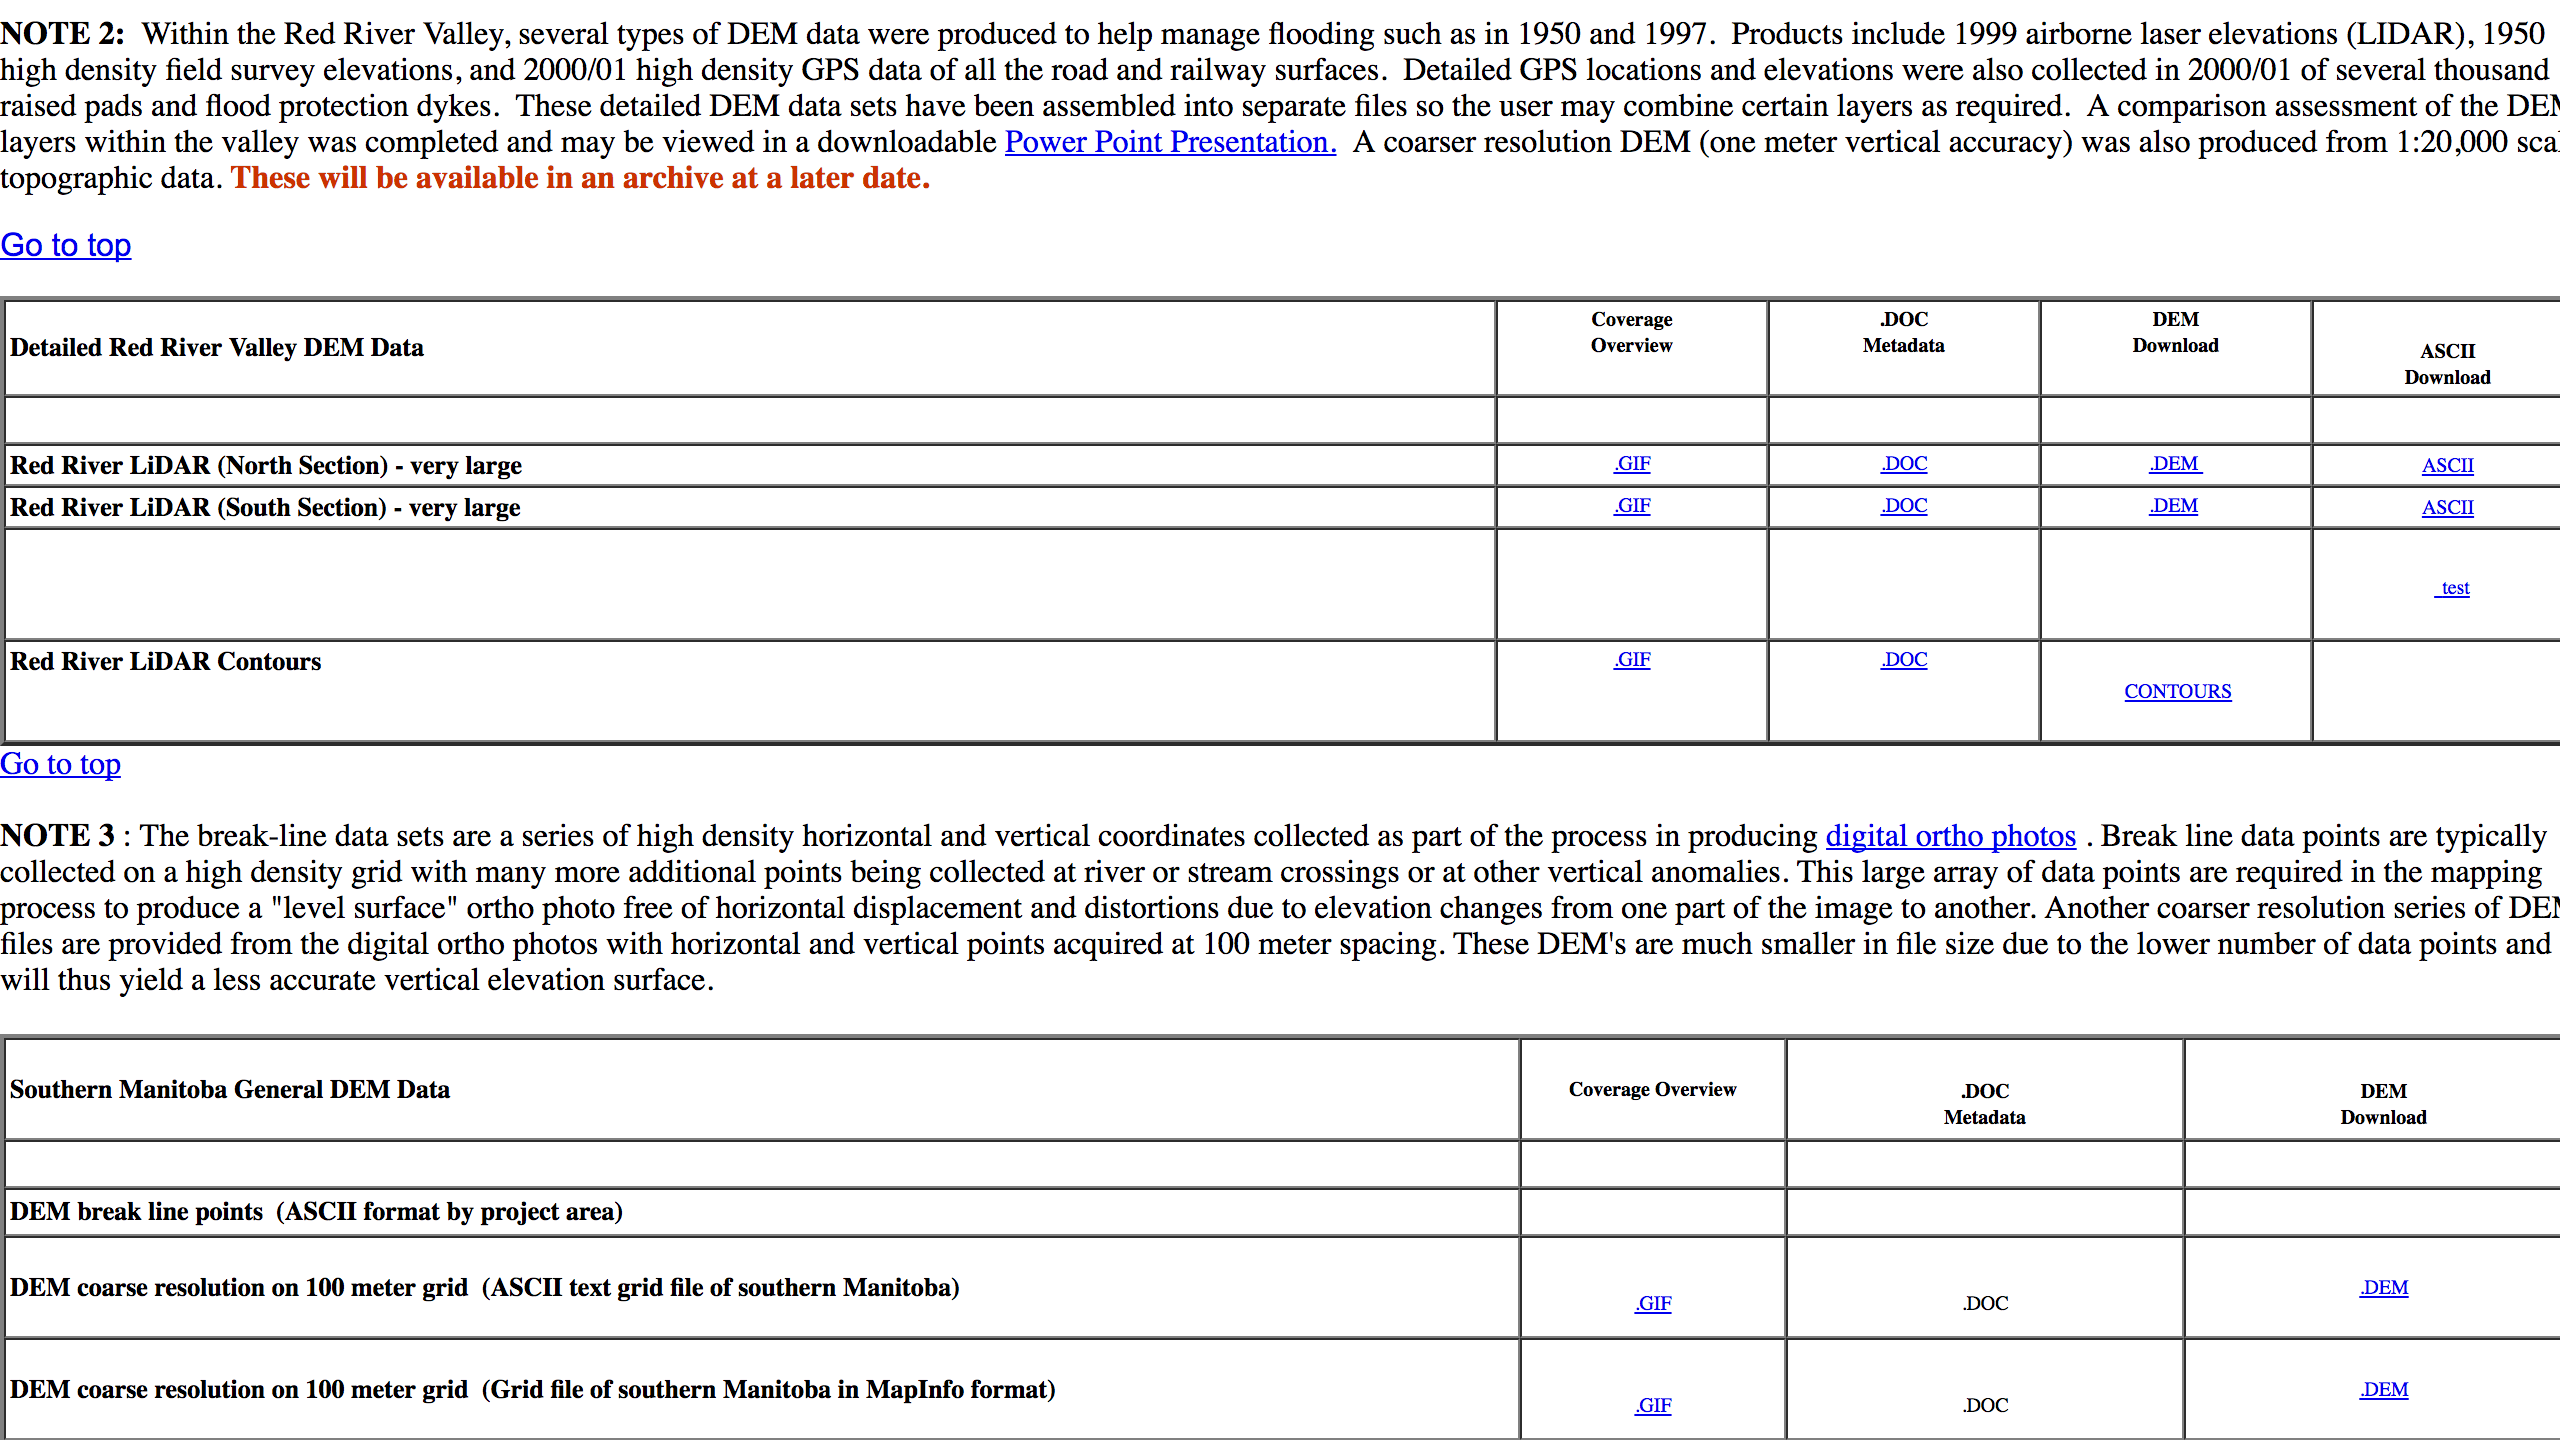 NOTE 2:  Within the Red River Valley, several types of DEM data were produced to help manage flooding such as in 1950 and 1997.  Products include 1999 airborne laser elevations (LIDAR), 1950
high density field survey elevations, and 2000/01 high density GPS data of all the road and railway surfaces.  Detailed GPS locations and elevations were also collected in 2000/01 of several thousand
raised pads and flood protection dykes.  These detailed DEM data sets have been assembled into separate files so the user may combine certain layers as required.  A comparison assessment of the
layers within the valley was completed and may be viewed in a downloadable Power Point Presentation.  A coarser resolution DEM (one meter vertical accuracy) was also produced from 1:20,000
topographic data. These will be available in an archive at a later date.
Go to top
Detailed Red River Valley DEM Data
Coverage
Overview
.DOC
Metadata
DEM
Download
ASCII
Download
Red River LiDAR (North Section) - very large .GIF .DOC .DEM ASCII
Red River LiDAR (South Section) - very large .GIF .DOC .DEM ASCII
test
Red River LiDAR Contours .GIF .DOC
CONTOURS
Go to top
NOTE 3 : The break-line data sets are a series of high density horizontal and vertical coordinates collected as part of the process in producing digital ortho photos . Break line data points are typically
collected on a high density grid with many more additional points being collected at river or stream crossings or at other vertical anomalies. This large array of data points are required in the mapping
process to produce a "level surface" ortho photo free of horizontal displacement and distortions due to elevation changes from one part of the image to another. Another coarser resolution series of
files are provided from the digital ortho photos with horizontal and vertical points acquired at 100 meter spacing. These DEM's are much smaller in file size due to the lower number of data points and
will thus yield a less accurate vertical elevation surface.
Southern Manitoba General DEM Data
Coverage Overview
.DOC
Metadata
DEM
Download
DEM break line points  (ASCII format by project area)
DEM coarse resolution on 100 meter grid  (ASCII text grid file of southern Manitoba) .GIF .DOC .DEM
DEM coarse resolution on 100 meter grid  (Grid file of southern Manitoba in MapInfo format) .GIF .DOC .DEM